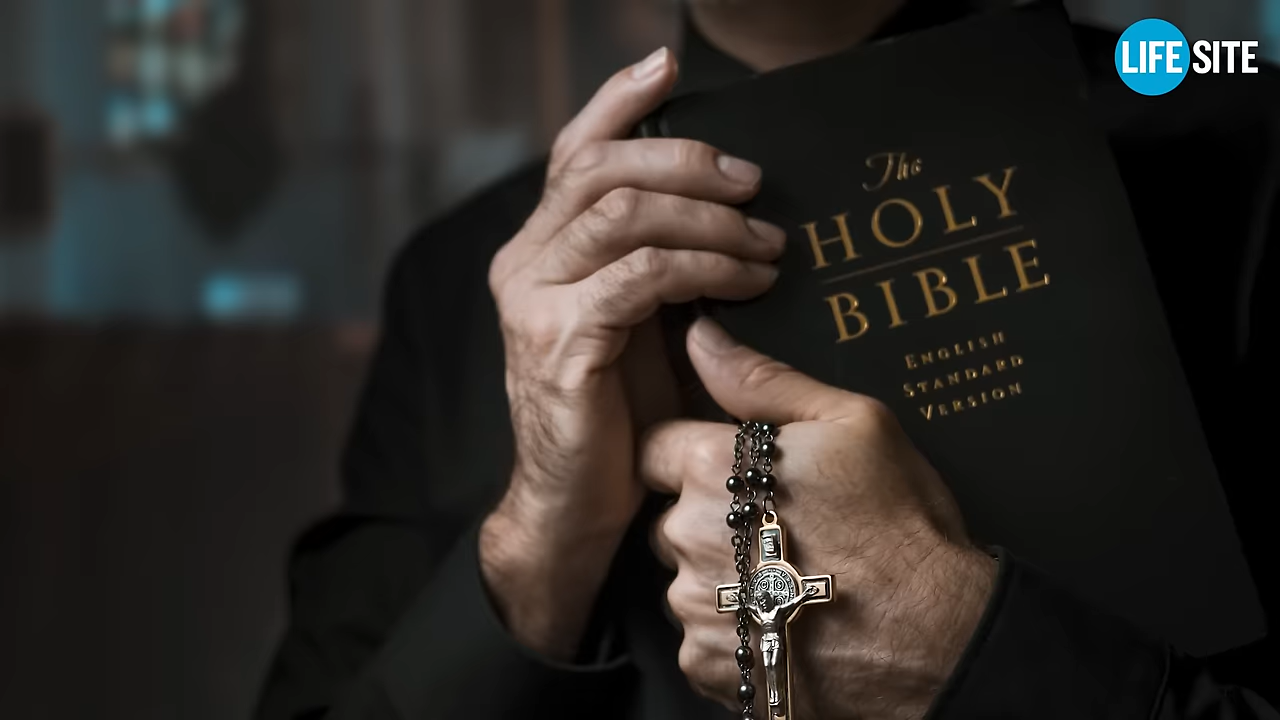 LIFE SITE
The
HOLY
BIBLE
ENGLISH
STANDARD
VERSION